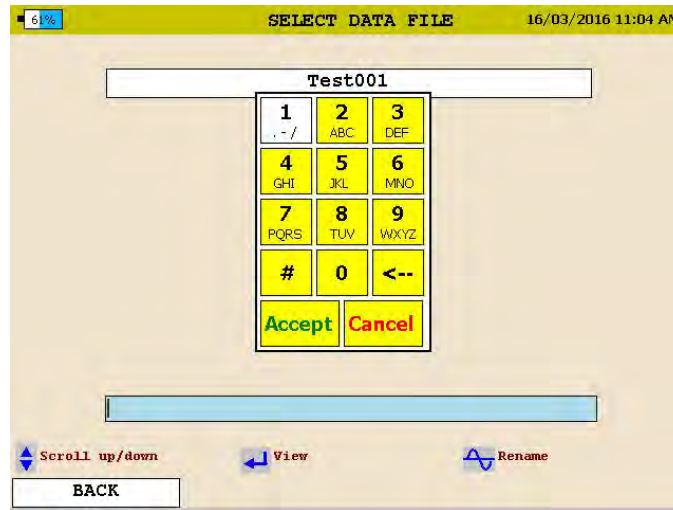 61% SELECT DATA FILE 16/03/2016 11:04 AM
Test001
1 2 3
.-/ ABC DEF
4 5 6
GHI JKL MNO
7 8 9
PQRS TUV WXYZ
# 0 <--
Accept Cancel
Scroll up/down View Rename
BACK